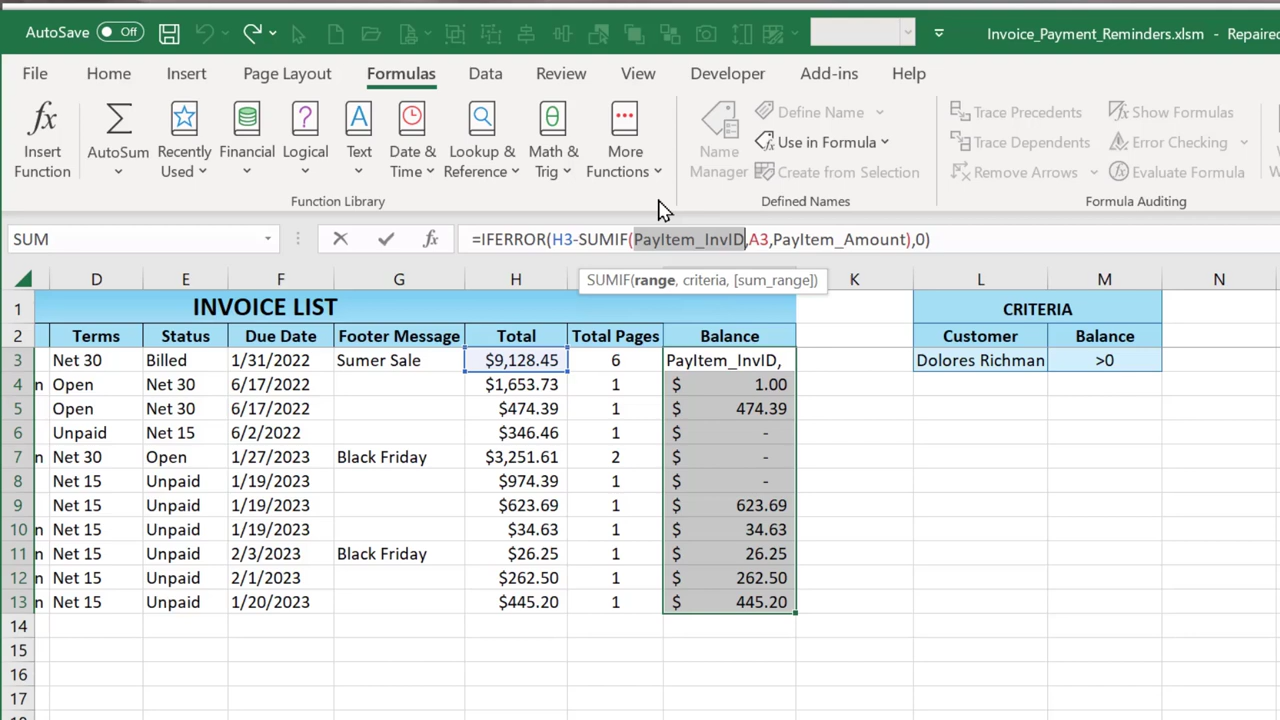 AutoSave Off Invoice_Payment_Reminders.xlsm - Repaired
File Home Insert Page Layout Formulas Data Review View Developer Add-ins Help
Insert Function AutoSum Recently Used Financial Logical Text Date & Time Lookup & Reference Math & Trig More Functions Name Manager Define Name Use in Formula Create from Selection Trace Precedents Trace Dependents Remove Arrows Show Formulas Error Checking Evaluate Formula
Function Library Defined Names Formula Auditing
SUM fx =IFERROR(H3-SUMIF(PayItem_InvID,A3,PayItem_Amount),0)
SUMIF(range, criteria, [sum_range])
D E F G H K L M N
1 INVOICE LIST CRITERIA
2 Terms Status Due Date Footer Message Total Total Pages Balance Customer Balance
3 Net 30 Billed 1/31/2022 Sumer Sale $9,128.45 6 PayItem_InvID, Dolores Richman >0
4 n Open Net 30 6/17/2022 $1,653.73 1 $ 1.00
5 Open Net 30 6/17/2022 $474.39 1 $ 474.39
6 Unpaid Net 15 6/2/2022 $346.46 1 $ -
7 n Net 30 Open 1/27/2023 Black Friday $3,251.61 2 $ -
8 Net 15 Unpaid 1/19/2023 $974.39 1 $ -
9 Net 15 Unpaid 1/19/2023 $623.69 1 $ 623.69
10 n Net 15 Unpaid 1/19/2023 $34.63 1 $ 34.63
11 n Net 15 Unpaid 2/3/2023 Black Friday $26.25 1 $ 26.25
12 n Net 15 Unpaid 2/1/2023 $262.50 1 $ 262.50
13 n Net 15 Unpaid 1/20/2023 $445.20 1 $ 445.20
14
15
16
17